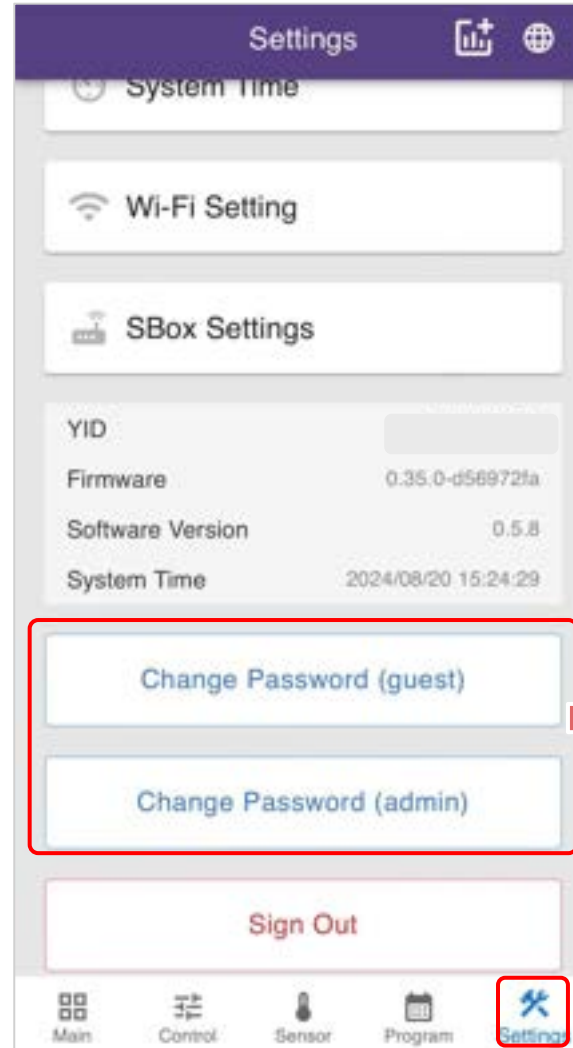 Settings
System Time
Wi-Fi Setting
SBox Settings
YID
Firmware 0.35.0-d56972fa
Software Version 0.5.8
System Time 2024/08/20 15:24:29
Change Password (guest)
Change Password (admin)
Sign Out
Main Control Sensor Program Settings